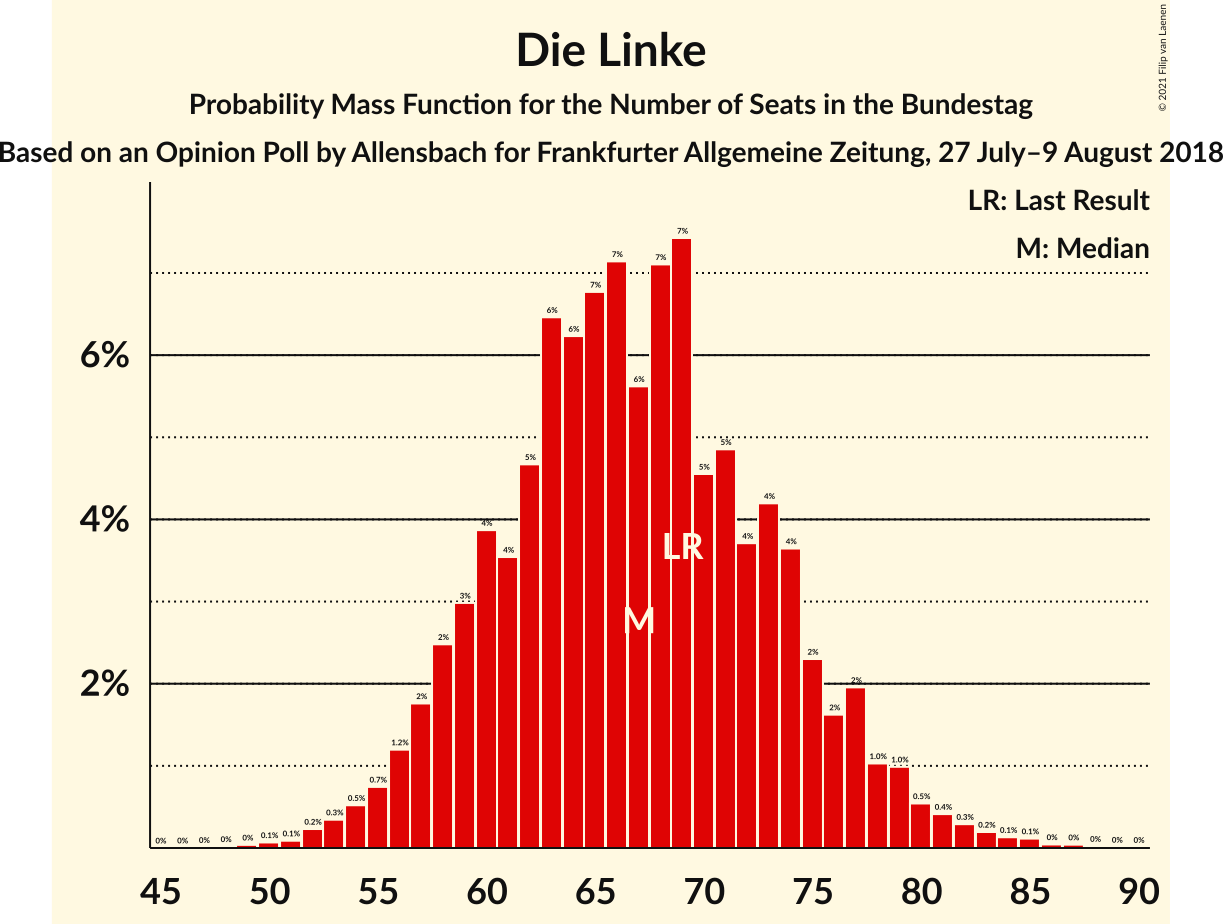 Die Linke
© 2021 Filip van Laenen
Probability Mass Function for the Number of Seats in the Bundestag
Based on an Opinion Poll by Allensbach for Frankfurter Allgemeine Zeitung, 27 July–9 August 2018
LR: Last Result
M: Median
6%
4%
2%
0% 0% 0% 0% 0% 0.1% 0.1% 0.2% 0.3% 0.5% 0.7% 1.2% 2% 2% 3% 4% 4% 5% 6% 6% 7% 7% 6% 7% 7% 5% 5% 4% 4% 4% 2% 2% 2% 1.0% 1.0% 0.5% 0.4% 0.3% 0.2% 0.1% 0.1% 0% 0% 0% 0% 0%
LR
M
45 50 55 60 65 70 75 80 85 90